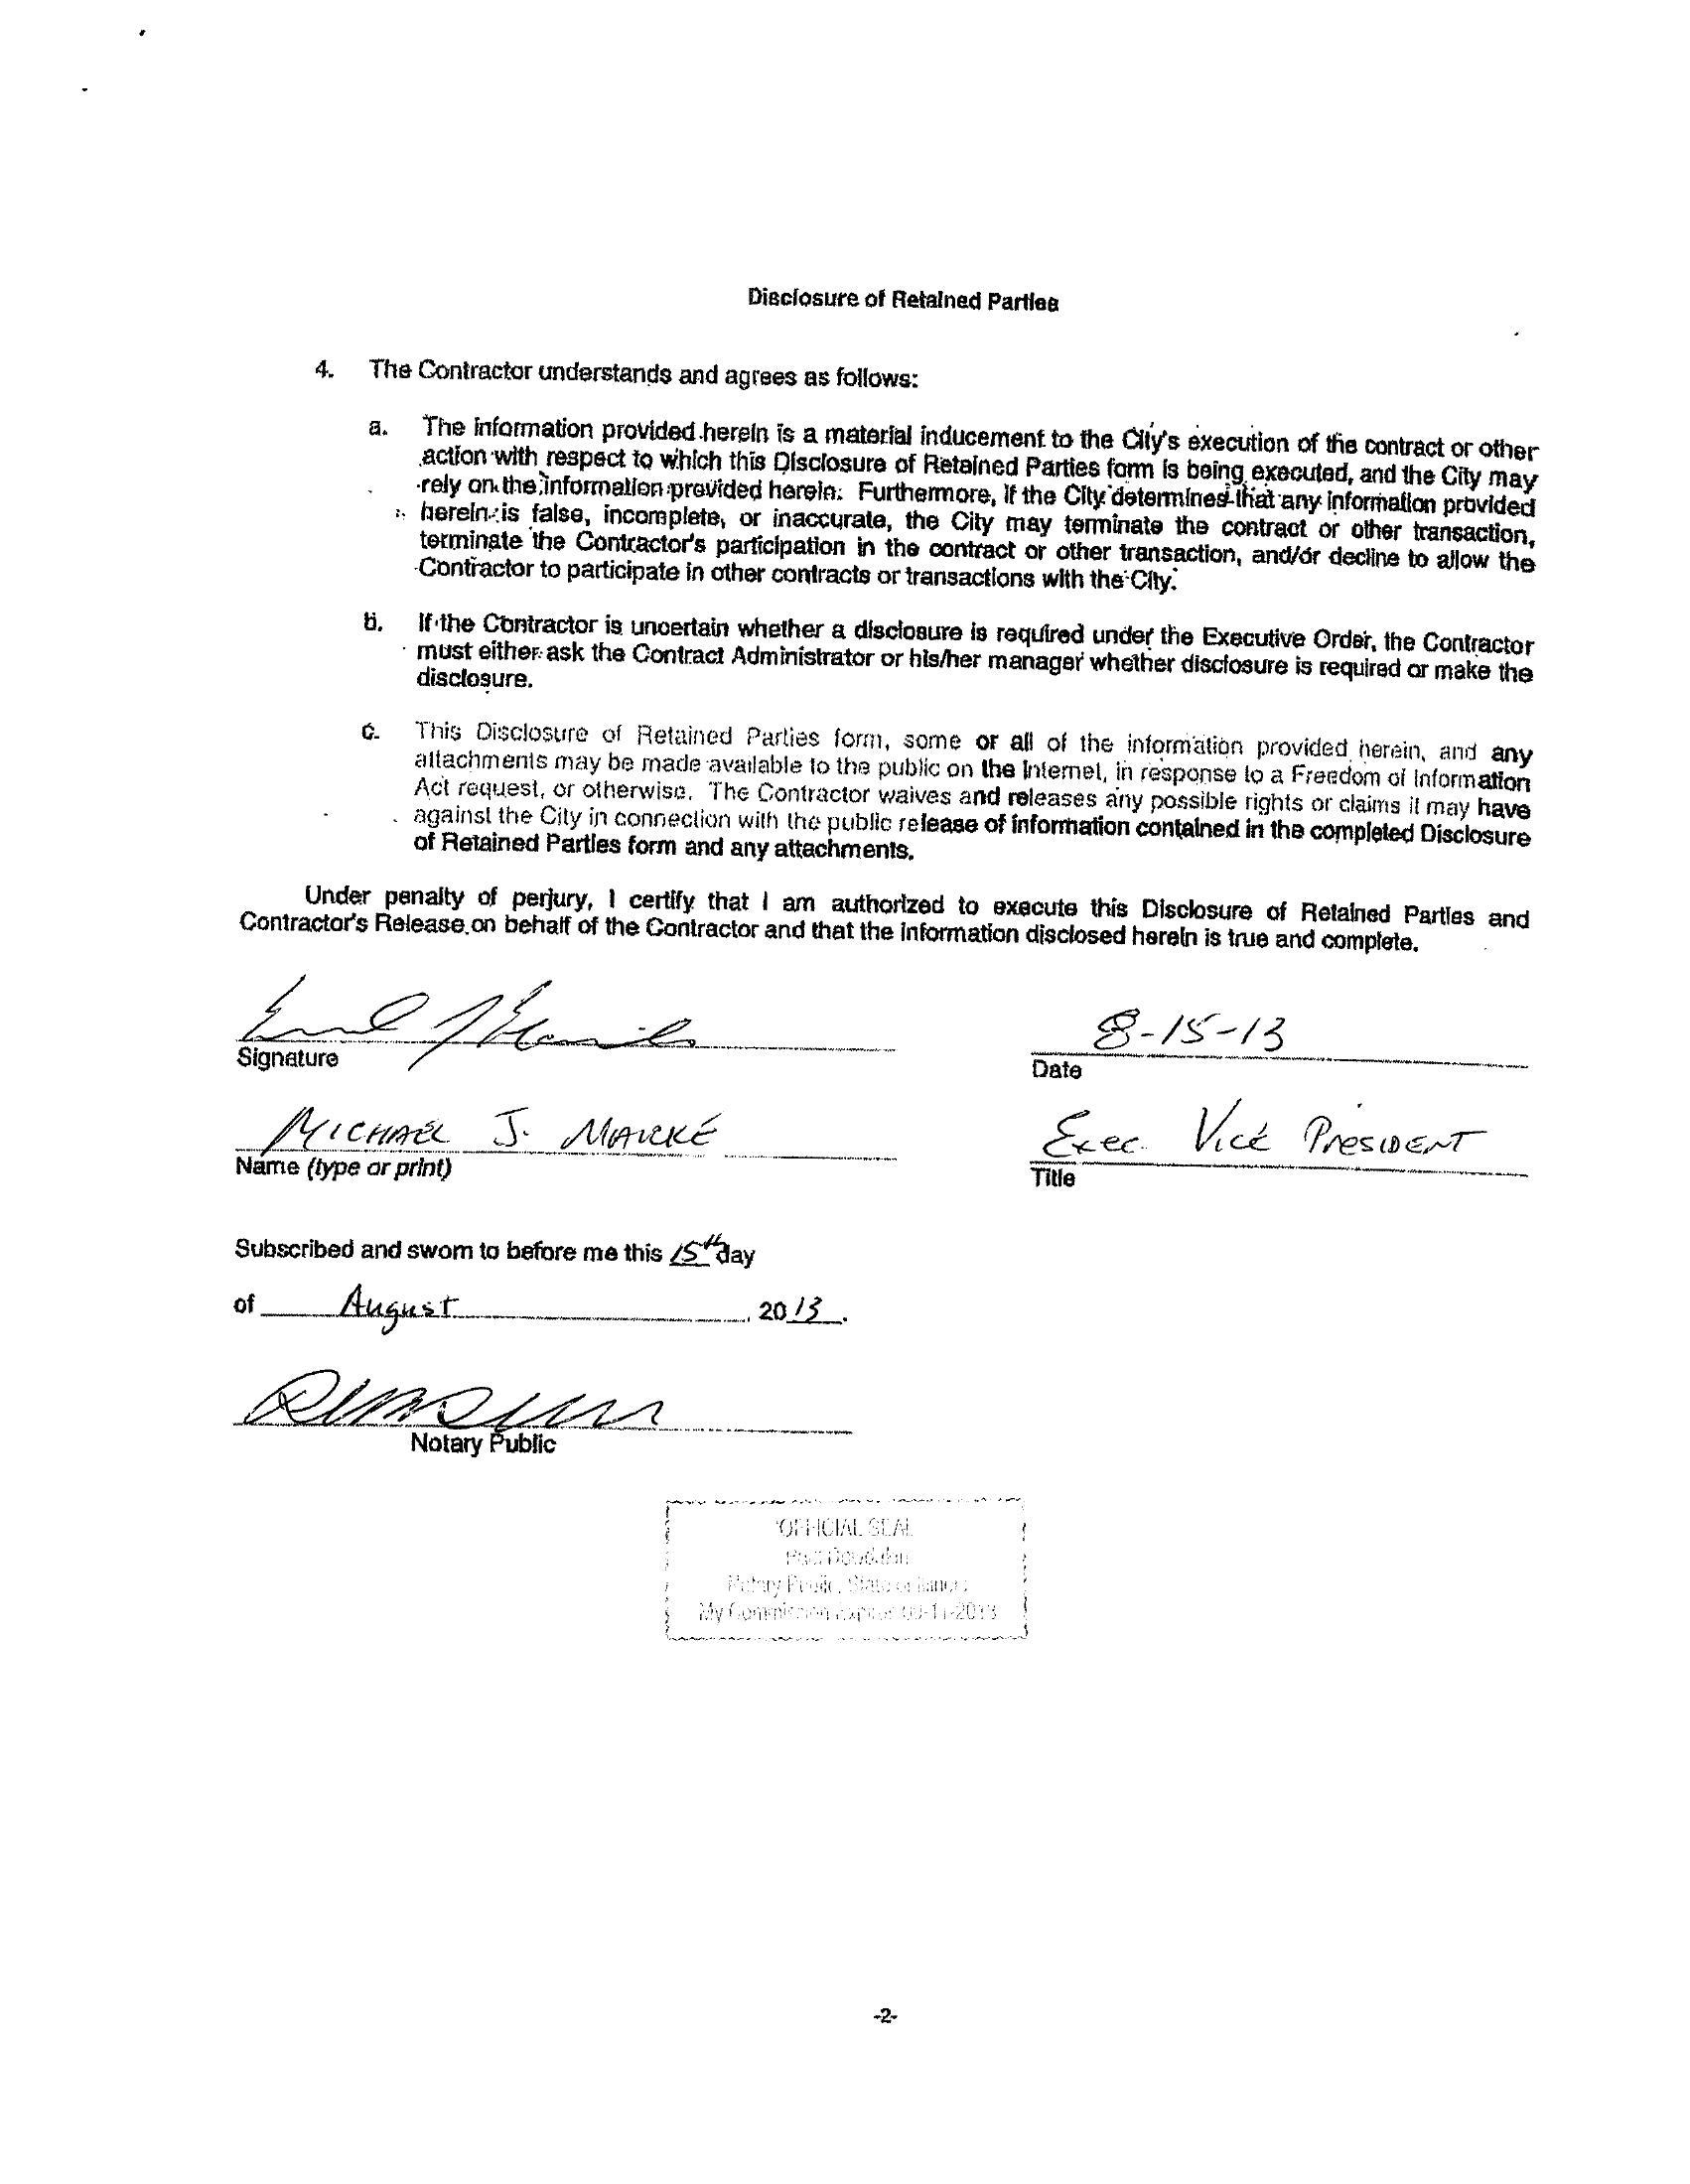 Disclosure of Retained Parties
4. The Contractor understands and agrees as follows:
a. The information provided herein is a material inducement to the City's execution of the contract or other
action with respect to which this Disclosure of Retained Parties form is being executed, and the City may
rely on the information provided herein. Furthermore, if the City determines that any information provided
herein is false, incomplete, or inaccurate, the City may terminate the contract or other transaction,
terminate the Contractor's participation in the contract or other transaction, and/or decline to allow the
Contractor to participate in other contracts or transactions with the City.
b. If the Contractor is uncertain whether a disclosure is required under the Executive Order, the Contractor
must either ask the Contract Administrator or his/her manager whether disclosure is required or make the
disclosure.
c. This Disclosure of Retained Parties form, some or all of the information provided herein, and any
attachments may be made available to the public on the Internet, in response to a Freedom of Information
Act request, or otherwise. The Contractor waives and releases any possible rights or claims it may have
against the City in connection with the public release of information contained in the completed Disclosure
of Retained Parties form and any attachments.
Under penalty of perjury, I certify that I am authorized to execute this Disclosure of Retained Parties and
Contractor's Release on behalf of the Contractor and that the information disclosed herein is true and complete.
8-15-13
Signature Date
MICHAEL J. Exec. Vice PRESIDENT
Name (type or print) Title
Subscribed and sworn to before me this 15th day
of August, 2013.
Notary Public
"OFFICIAL SEAL
Notary Public, State of Illinois
My Commission Expires
-2-